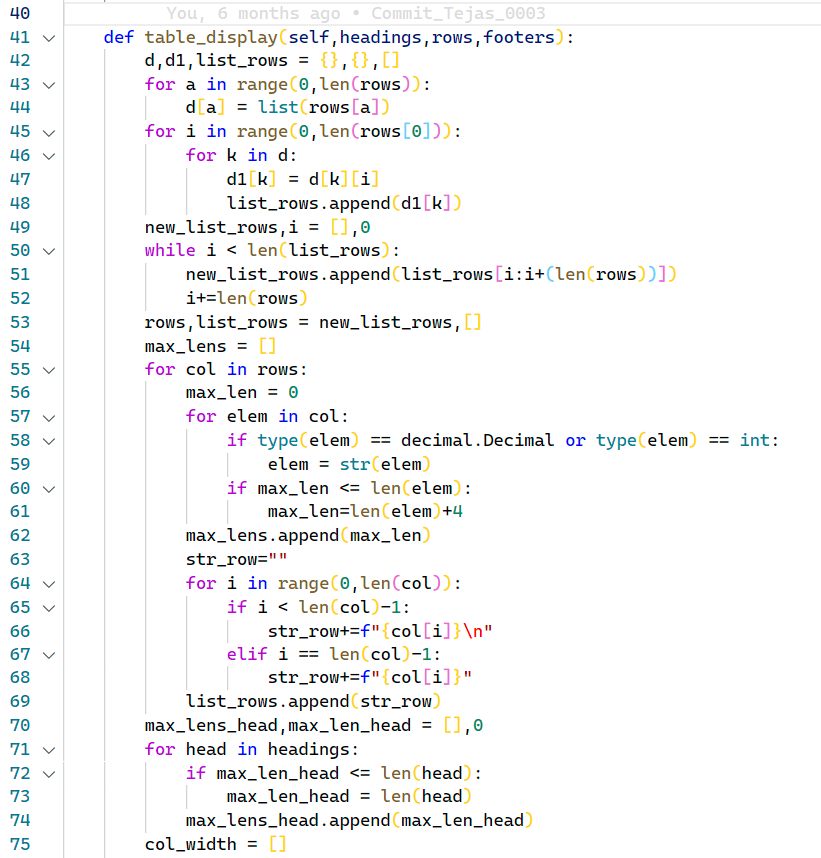 40 You, 6 months ago • Commit_Tejas_0003
41 def table_display(self,headings,rows,footers):
42 d,d1,list_rows = {},{},[]
43 for a in range(0,len(rows)):
44 d[a] = list(rows[a])
45 for i in range(0,len(rows[0])):
46 for k in d:
47 d1[k] = d[k][i]
48 list_rows.append(d1[k])
49 new_list_rows,i = [],0
50 while i < len(list_rows):
51 new_list_rows.append(list_rows[i:i+(len(rows))])
52 i+=len(rows)
53 rows,list_rows = new_list_rows,[]
54 max_lens = []
55 for col in rows:
56 max_len = 0
57 for elem in col:
58 if type(elem) == decimal.Decimal or type(elem) == int:
59 elem = str(elem)
60 if max_len <= len(elem):
61 max_len=len(elem)+4
62 max_lens.append(max_len)
63 str_row=""
64 for i in range(0,len(col)):
65 if i < len(col)-1:
66 str_row+=f"{col[i]}\n"
67 elif i == len(col)-1:
68 str_row+=f"{col[i]}"
69 list_rows.append(str_row)
70 max_lens_head,max_len_head = [],0
71 for head in headings:
72 if max_len_head <= len(head):
73 max_len_head = len(head)
74 max_lens_head.append(max_len_head)
75 col_width = []